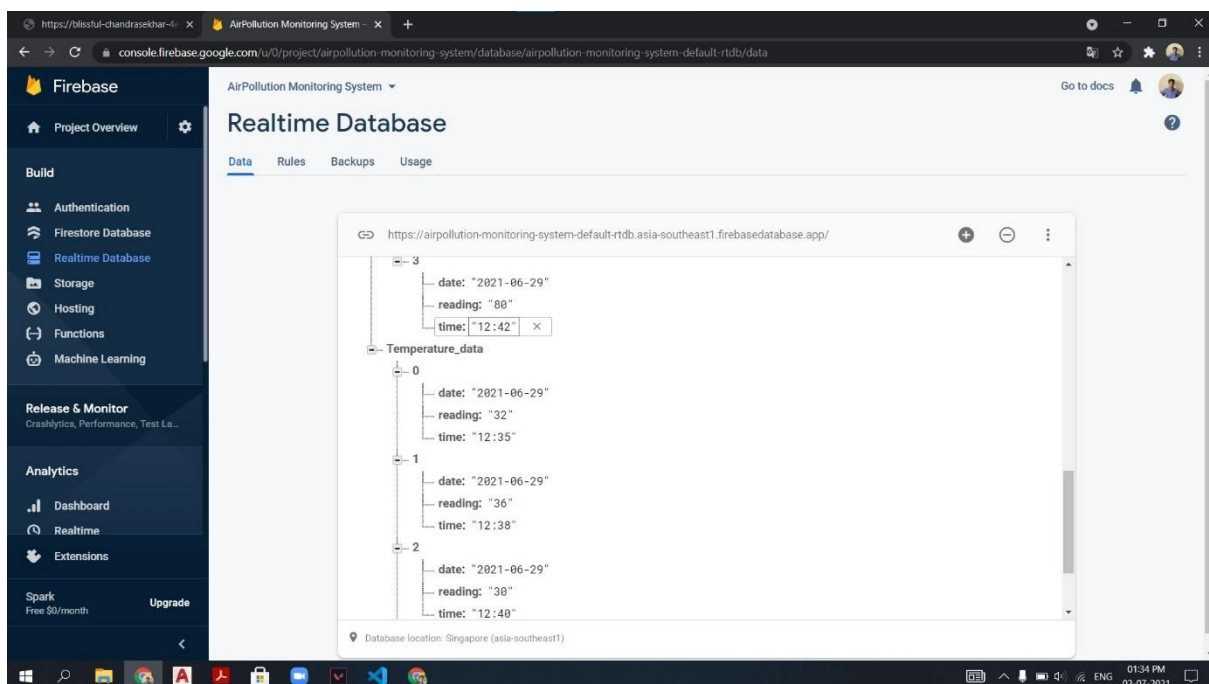 https://blissful-chandrasekhar-4
AirPollution Monitoring System –
console.firebase.google.com/u/0/project/airpollution-monitoring-system/database/airpollution-monitoring-system-default-rtdb/data
Firebase
AirPollution Monitoring System
Go to docs
Project Overview
Realtime Database
Data Rules Backups Usage
Build
Authentication
Firestore Database
Realtime Database
Storage
Hosting
Functions
Machine Learning
Release & Monitor
Crashlytics, Performance, Test La...
Analytics
Dashboard
Realtime
Extensions
Spark
Free $0/month
Upgrade
https://airpollution-monitoring-system-default-rtdb.asia-southeast1.firebasedatabase.app/
3
date: "2021-06-29"
reading: "80"
time: "12:42"
Temperature_data
0
date: "2021-06-29"
reading: "32"
time: "12:35"
1
date: "2021-06-29"
reading: "36"
time: "12:38"
2
date: "2021-06-29"
reading: "30"
time: "12:40"
Database location: Singapore (asia-southeast1)
ENG
01:34 PM
02-07-2021